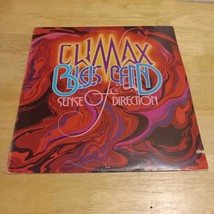 CLIMAX
BLUES BAND
SENSE OF DIRECTION